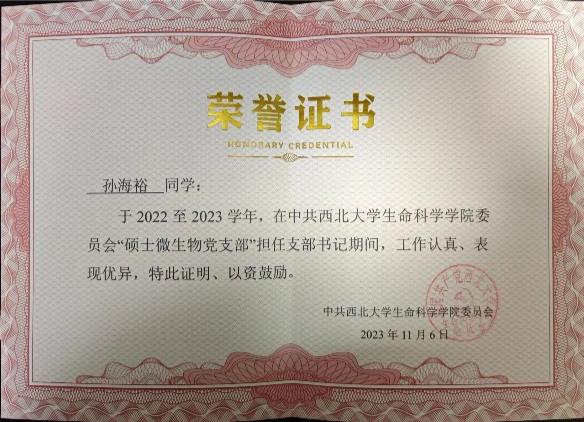 荣誉证书
HONORARY CREDENTIAL
孙海裕 同学：
于 2022 至 2023 学年，在中共西北大学生命科学学院委
员会“硕士微生物党支部”担任支部书记期间，工作认真、表
现优异，特此证明、以资鼓励。
中共西北大学生命科学学院委员会
2023 年 11 月 6 日